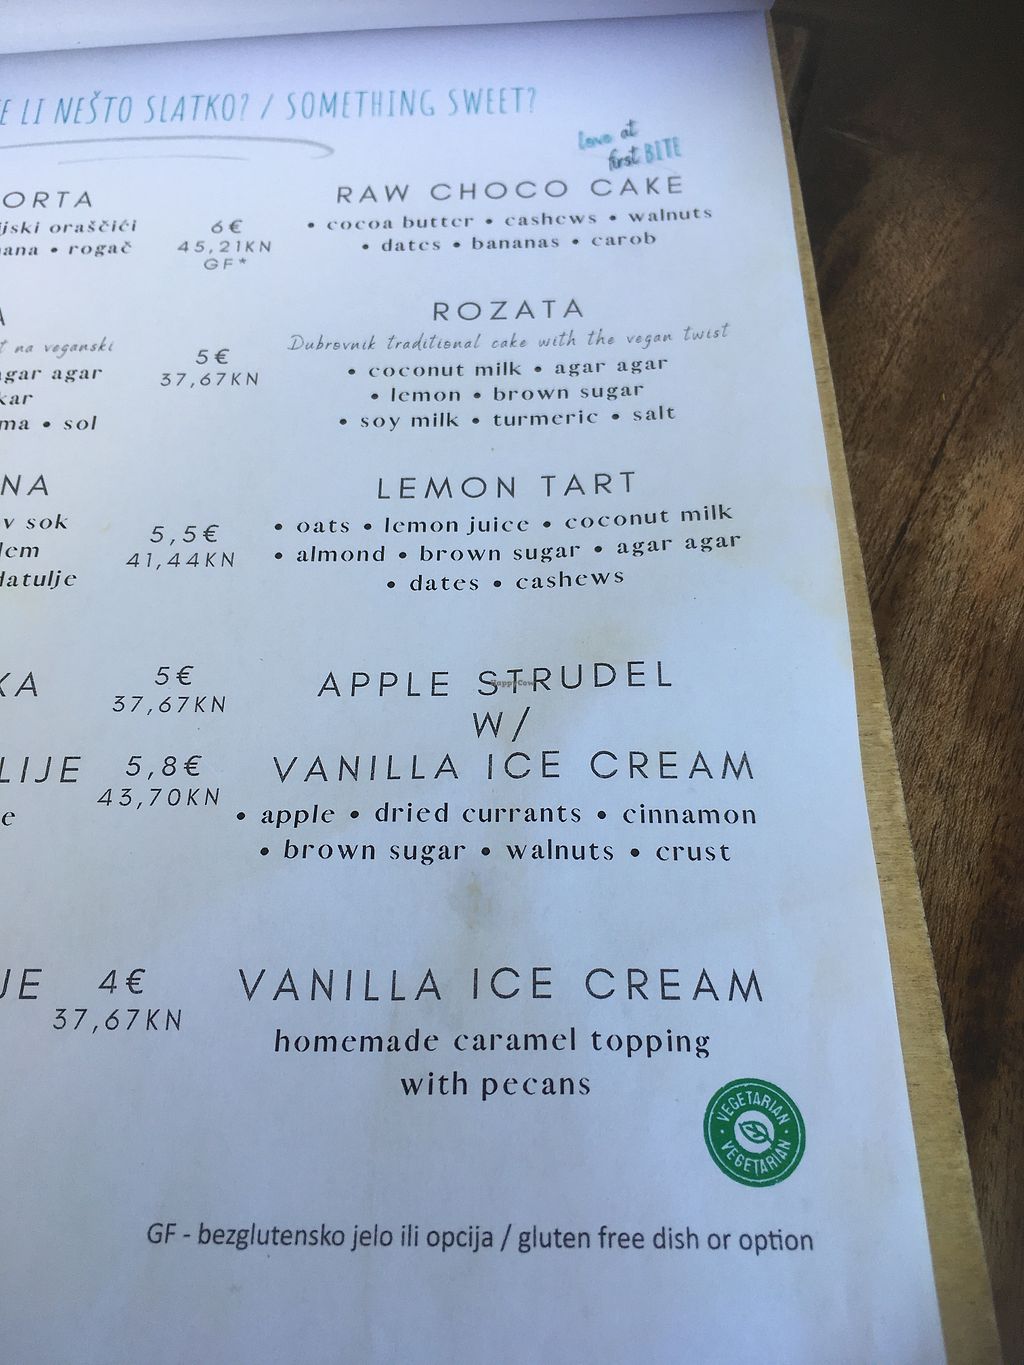 E LI NEŠTO SLATKO? / SOMETHING SWEET?
Love at
first BITE
ORTA
RAW CHOCO CAKE
jski oraščići
6€
• cocoa butter • cashews • walnuts
ana • rogač
45,21KN
• dates • bananas • carob
GF*
A
ROZATA
t na veganski
Dubrovnik traditional cake with the vegan twist
agar agar
5€
• coconut milk • agar agar
kar
37,67KN
• lemon • brown sugar
ma • sol
• soy milk • turmeric • salt
NA
LEMON TART
v sok
5,5€
• oats • lemon juice • coconut milk
dem
41,44KN
• almond • brown sugar • agar agar
datulje
• dates • cashews
KA
5€
APPLE STRUDEL
37,67KN
W/
LIJE
5,8€
VANILLA ICE CREAM
e
43,70KN
• apple • dried currants • cinnamon
• brown sugar • walnuts • crust
JE
4€
VANILLA ICE CREAM
37,67KN
homemade caramel topping
with pecans
VEGETARIAN
VEGETARIAN
GF - bezglutensko jelo ili opcija / gluten free dish or option
HappyCow